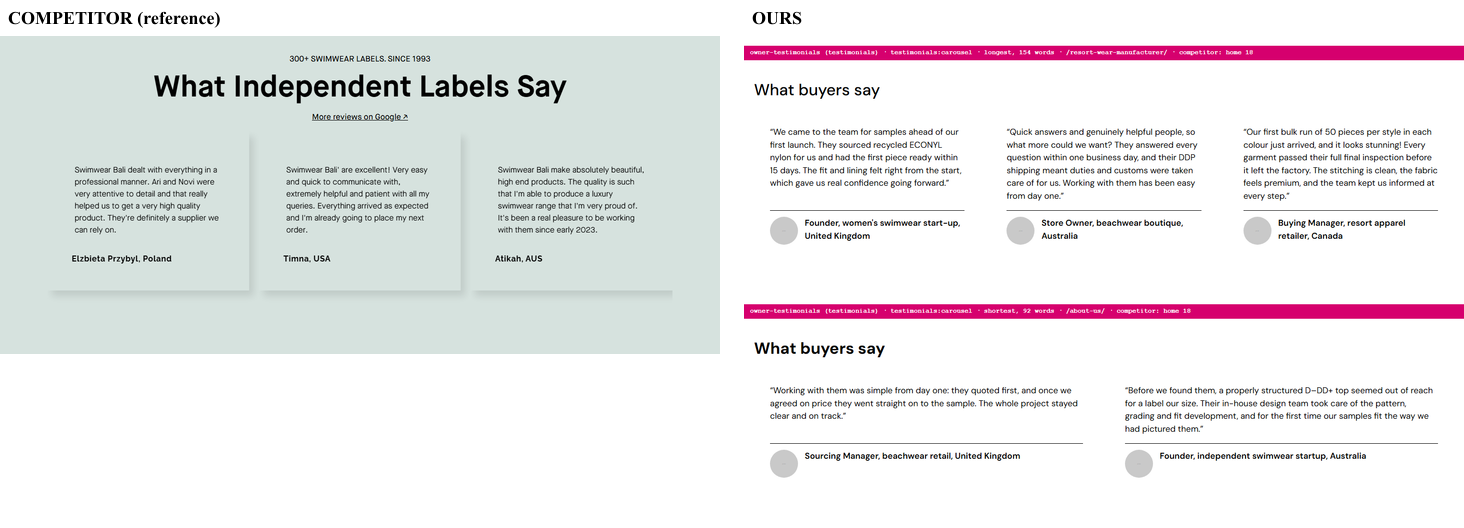 COMPETITOR (reference)
300+ SWIMWEAR LABELS. SINCE 1993
What Independent Labels Say
More reviews on Google ↗
Swimwear Bali dealt with everything in a
professional manner. Ari and Novi were
very attentive to detail and that really
helped us to get a very high quality
product. They're definitely a supplier we
can rely on.
Elzbieta Przybyl, Poland
Swimwear Bali' are excellent! Very easy
and quick to communicate with,
extremely helpful and patient with all my
queries. Everything arrived as expected
and I'm already going to place my next
order.
Timna, USA
Swimwear Bali make absolutely beautiful,
high end products. The quality is such
that I'm able to produce a luxury
swimwear range that I'm very proud of.
It's been a real pleasure to be working
with them since early 2023.
Atikah, AUS
OURS
owner-testimonials (testimonials) · testimonials:carousel · longest, 154 words · /resort-wear-manufacturer/ · competitor: home 18
What buyers say
“We came to the team for samples ahead of our
first launch. They sourced recycled ECONYL
nylon for us and had the first piece ready within
15 days. The fit and lining felt right from the start,
which gave us real confidence going forward.”
Founder, women's swimwear start-up,
United Kingdom
“Quick answers and genuinely helpful people, so
what more could we want? They answered every
question within one business day, and their DDP
shipping meant duties and customs were taken
care of for us. Working with them has been easy
from day one.”
Store Owner, beachwear boutique,
Australia
“Our first bulk run of 50 pieces per style in each
colour just arrived, and it looks stunning! Every
garment passed their full final inspection before
it left the factory. The stitching is clean, the fabric
feels premium, and the team kept us informed at
every step.”
Buying Manager, resort apparel
retailer, Canada
owner-testimonials (testimonials) · testimonials:carousel · shortest, 92 words · /about-us/ · competitor: home 18
What buyers say
“Working with them was simple from day one: they quoted first, and once we
agreed on price they went straight on to the sample. The whole project stayed
clear and on track.”
Sourcing Manager, beachwear retail, United Kingdom
“Before we found them, a properly structured D–DD+ top seemed out of reach
for a label our size. Their in-house design team took care of the pattern,
grading and fit development, and for the first time our samples fit the way we
had pictured them.”
Founder, independent swimwear startup, Australia